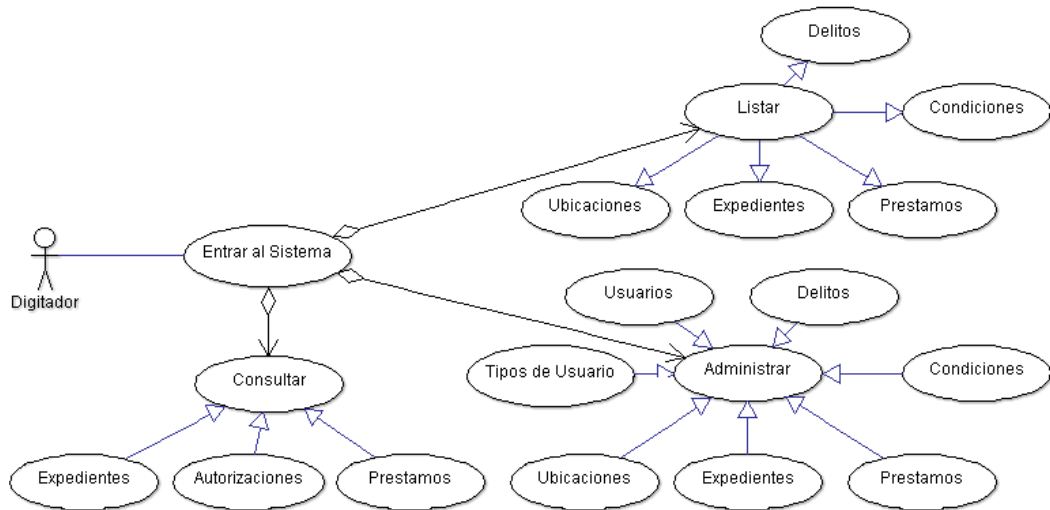 Delitos
Listar
Condiciones
Ubicaciones
Expedientes
Prestamos
Entrar al Sistema
Digitador
Usuarios
Delitos
Tipos de Usuario
Administrar
Condiciones
Consultar
Expedientes
Autorizaciones
Prestamos
Ubicaciones
Expedientes
Prestamos